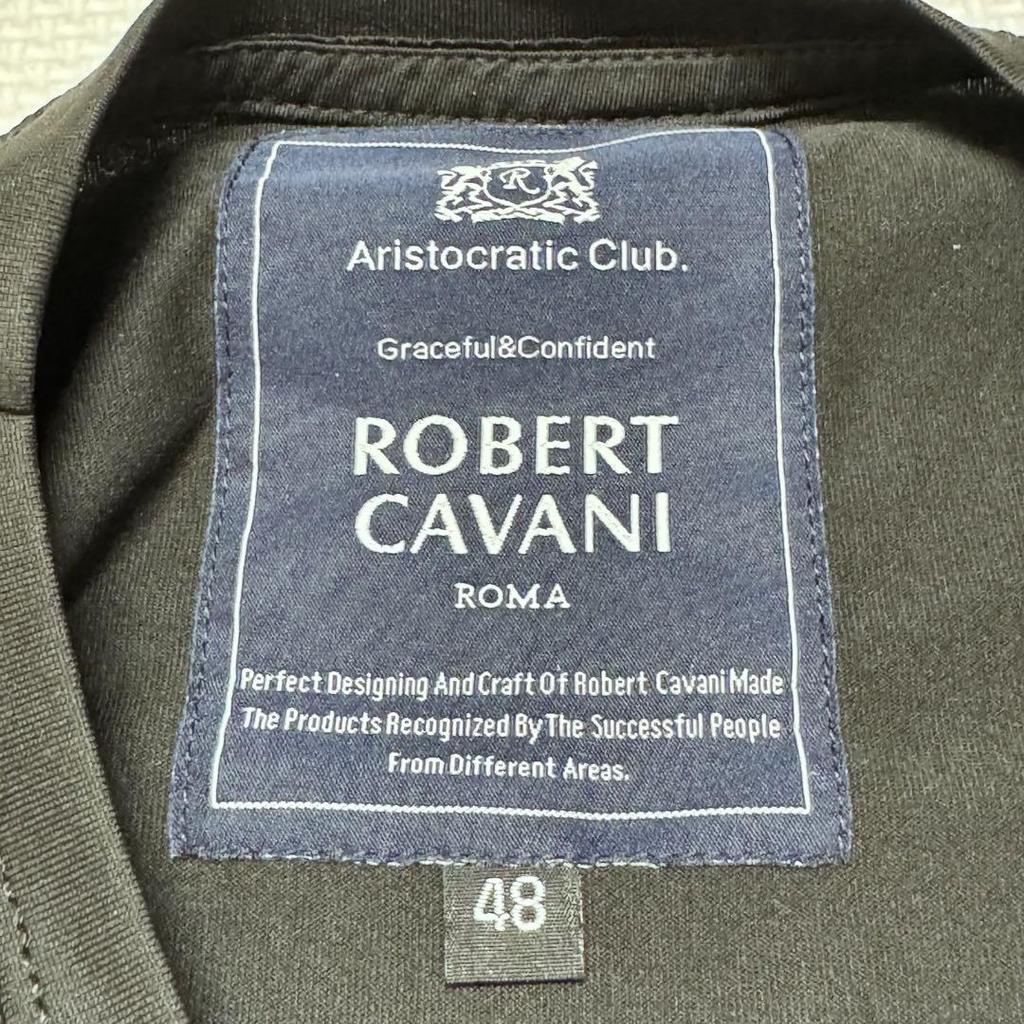 R
Aristocratic Club.
Graceful&Confident
ROBERT
CAVANI
ROMA
Perfect Designing And Craft Of Robert Cavani Made
The Products Recognized By The Successful People
From Different Areas.
48